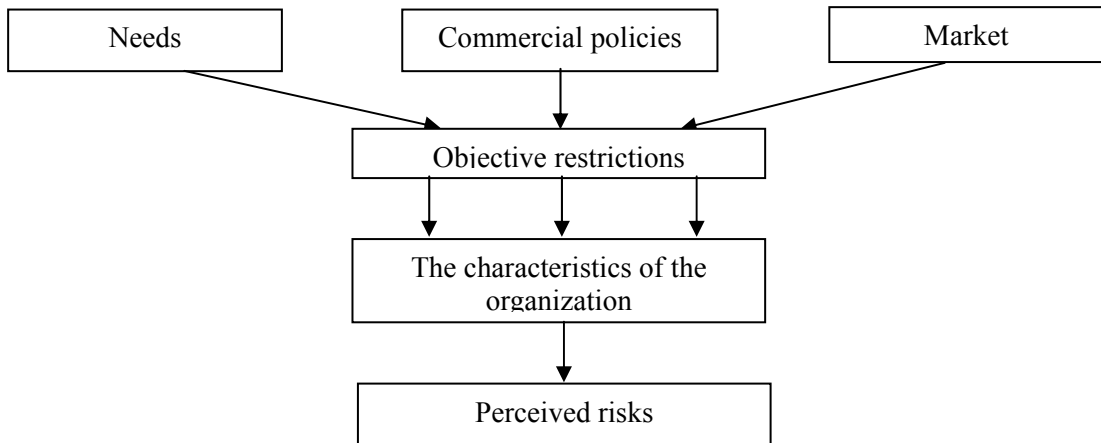 Needs
Commercial policies
Market
Objective restrictions
The characteristics of the
organization
Perceived risks